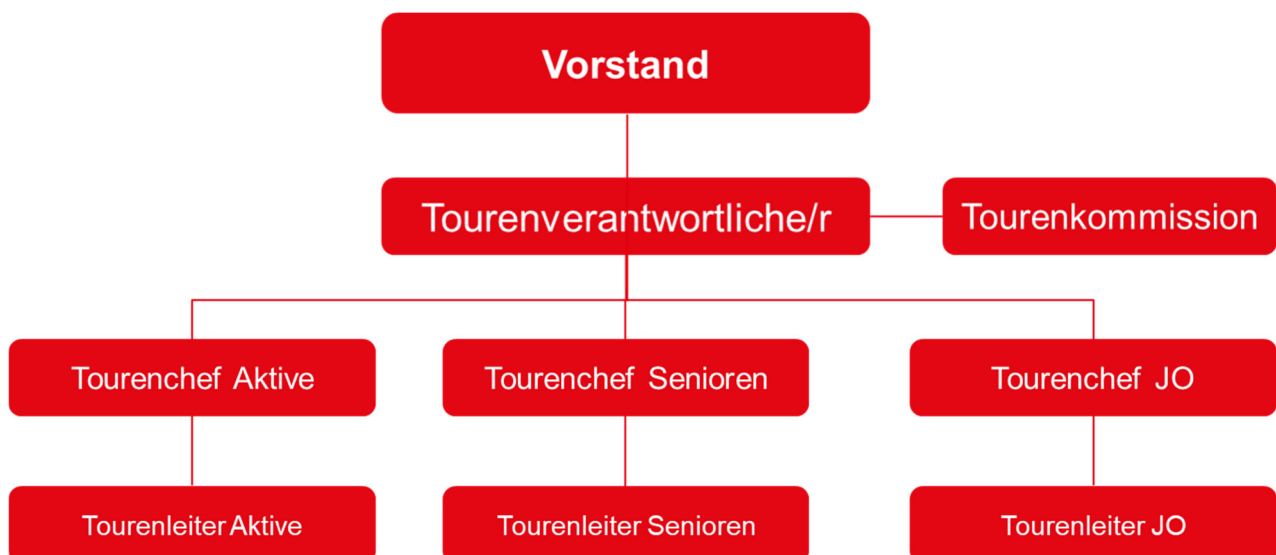 Vorstand
Tourenverantwortliche/r
Tourenkommission
Tourenchef Aktive
Tourenchef Senioren
Tourenchef JO
Tourenleiter Aktive
Tourenleiter Senioren
Tourenleiter JO